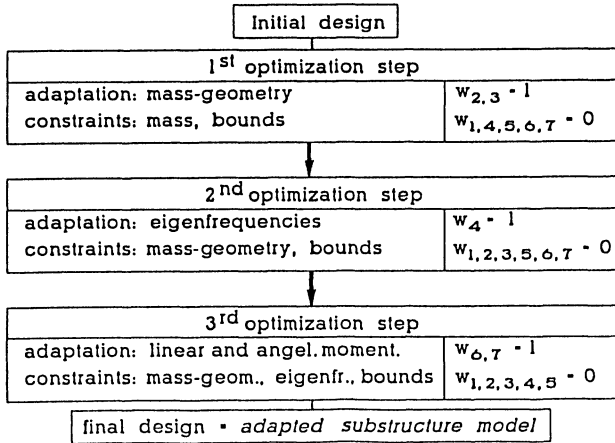 Initial design
1st optimization step
adaptation: mass-geometry w2,3 = 1
constraints: mass, bounds w1,4,5,6,7 = 0
2nd optimization step
adaptation: eigenfrequencies w4 = 1
constraints: mass-geometry, bounds w1,2,3,5,6,7 = 0
3rd optimization step
adaptation: linear and angel. moment. w6,7 = 1
constraints: mass-geom., eigenfr., bounds w1,2,3,4,5 = 0
final design = adapted substructure model